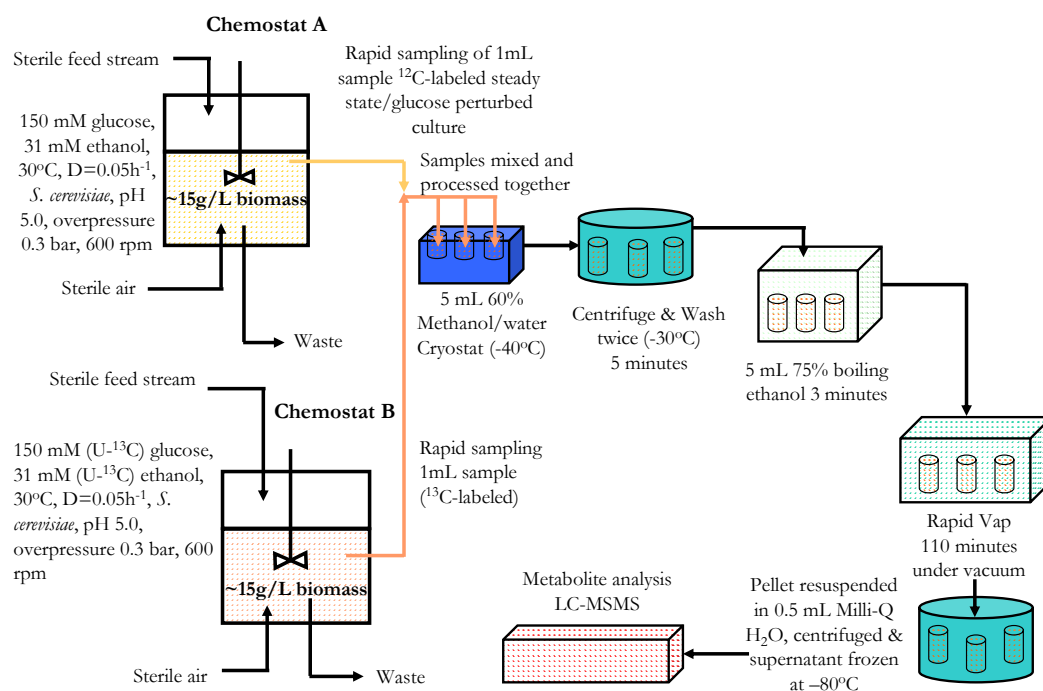 Chemostat A
Sterile feed stream
150 mM glucose,
31 mM ethanol,
30ºC, D=0.05h⁻¹,
S. cerevisiae, pH
5.0, overpressure
0.3 bar, 600 rpm
~15g/L biomass
Sterile air
Waste
Rapid sampling of 1mL
sample ¹²C-labeled steady
state/glucose perturbed
culture
Samples mixed and
processed together
5 mL 60%
Methanol/water
Cryostat (-40ºC)
Centrifuge & Wash
twice (-30ºC)
5 minutes
5 mL 75% boiling
ethanol 3 minutes
Sterile feed stream
Chemostat B
150 mM (U-¹³C) glucose,
31 mM (U-¹³C) ethanol,
30ºC, D=0.05h⁻¹, S.
cerevisiae, pH 5.0,
overpressure 0.3 bar, 600
rpm
~15g/L biomass
Sterile air
Waste
Rapid sampling
1mL sample
(¹³C-labeled)
Rapid Vap
110 minutes
under vacuum
Pellet resuspended
in 0.5 mL Milli-Q
H₂O, centrifuged &
supernatant frozen
at –80ºC
Metabolite analysis
LC-MSMS